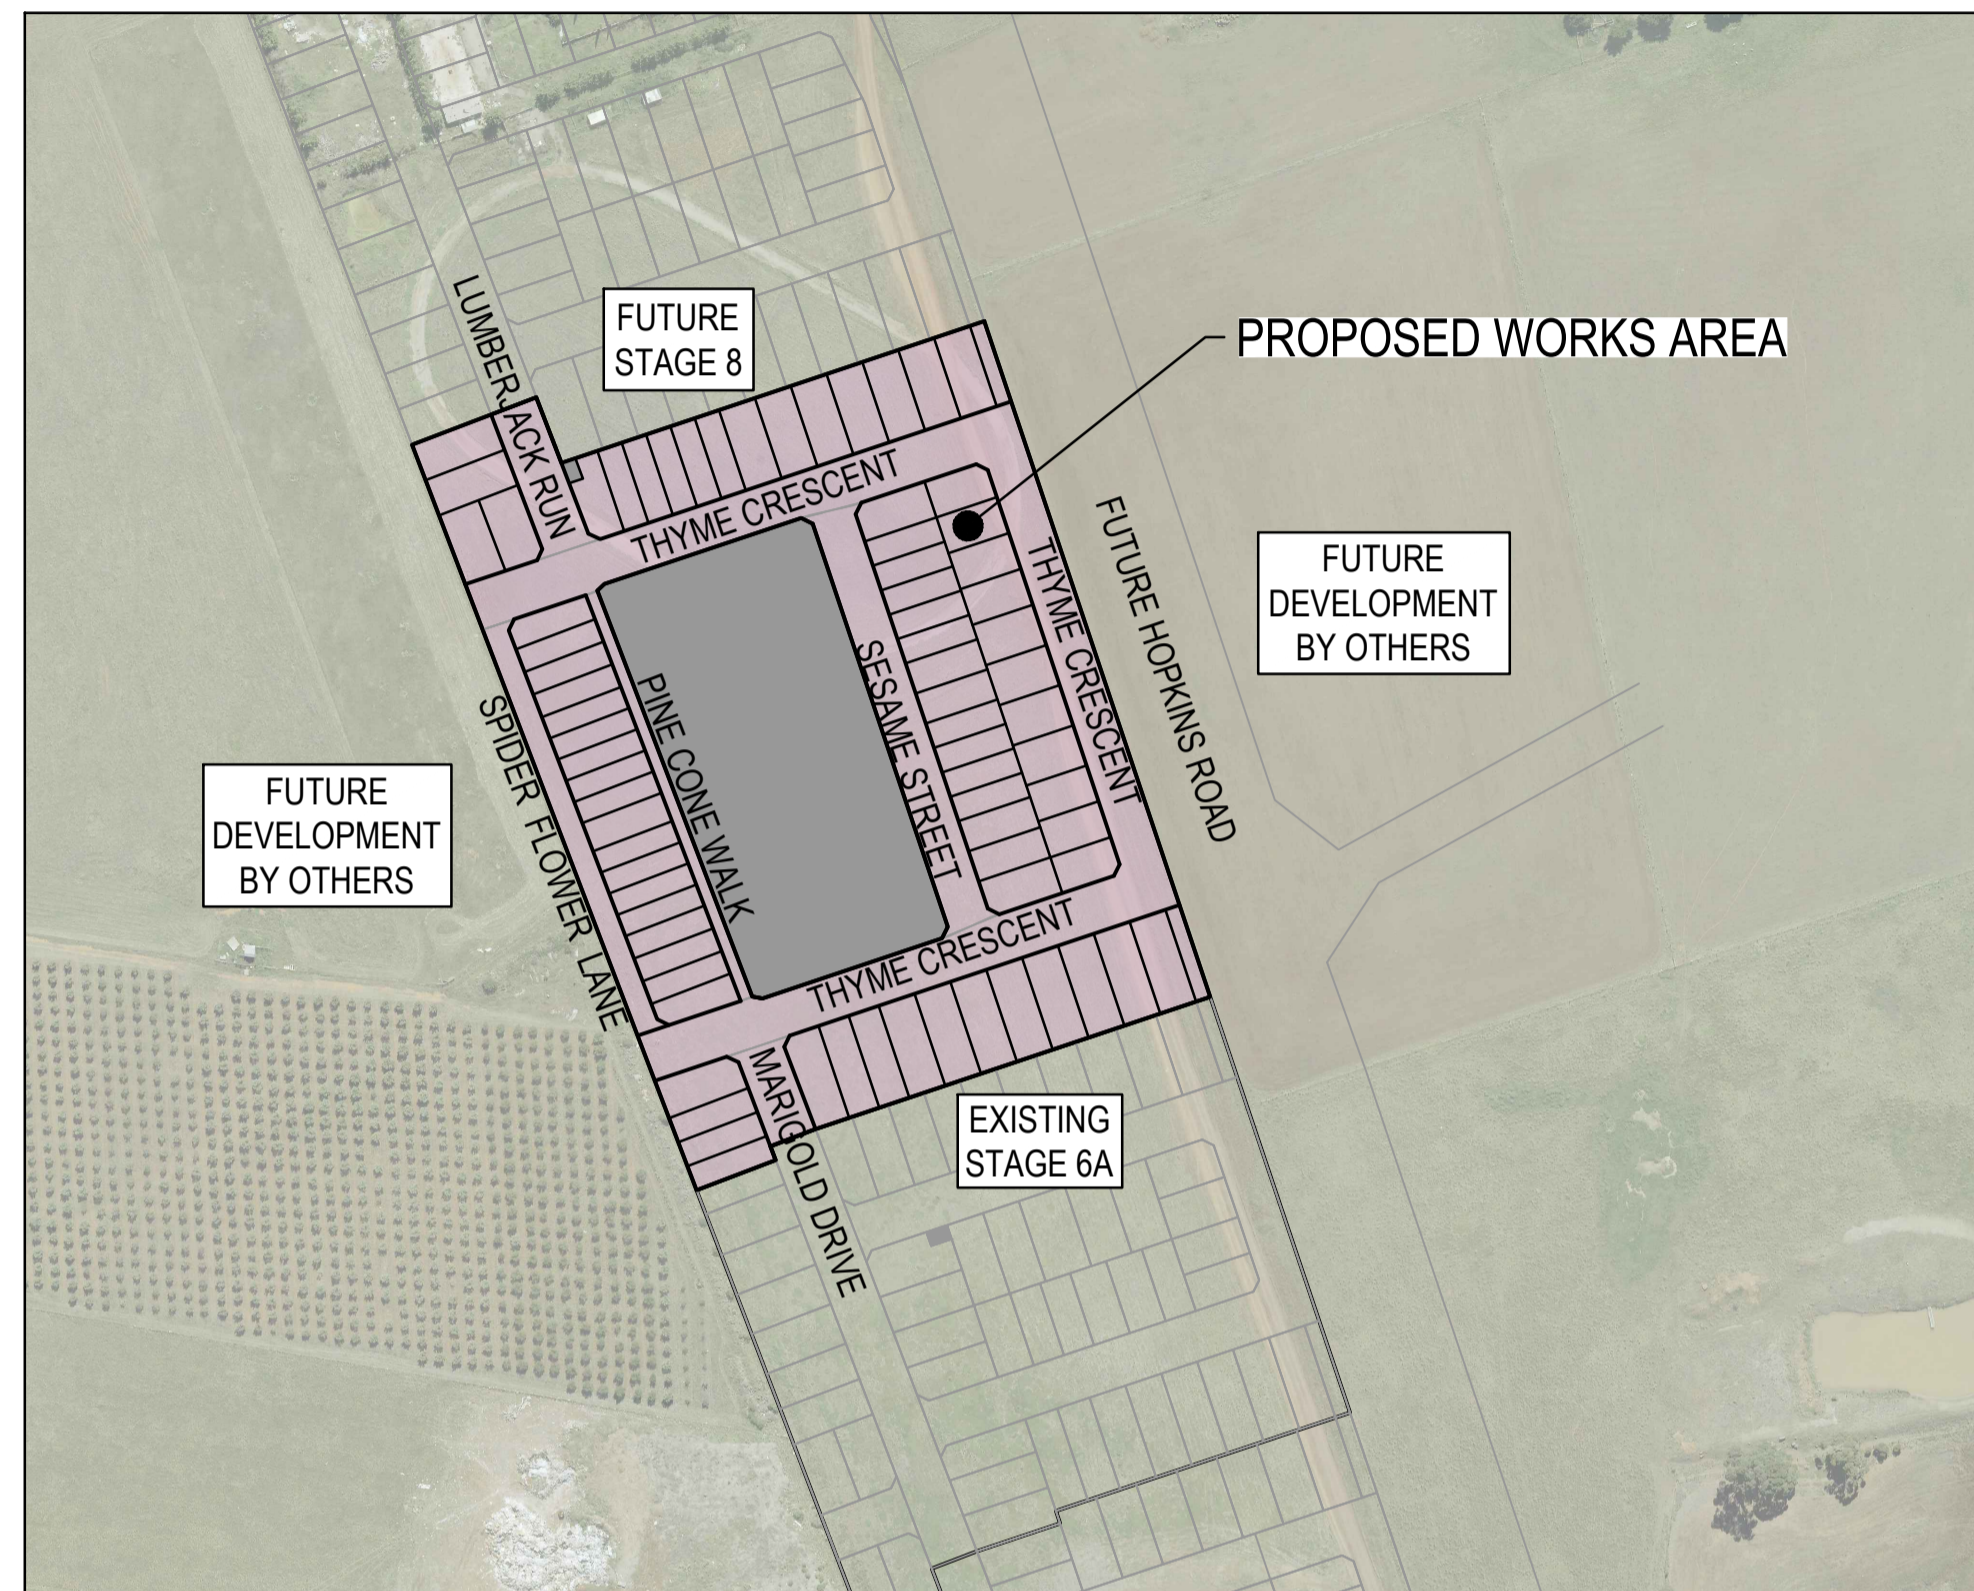 LUMBERJACK RUN
FUTURE
STAGE 8
PROPOSED WORKS AREA
THYME CRESCENT
FUTURE HOPKINS ROAD
THYME CRESCENT
FUTURE
DEVELOPMENT
BY OTHERS
SESAME STREET
PINE CONE WALK
SPIDER FLOWER LANE
FUTURE
DEVELOPMENT
BY OTHERS
THYME CRESCENT
MARIGOLD DRIVE
EXISTING
STAGE 6A